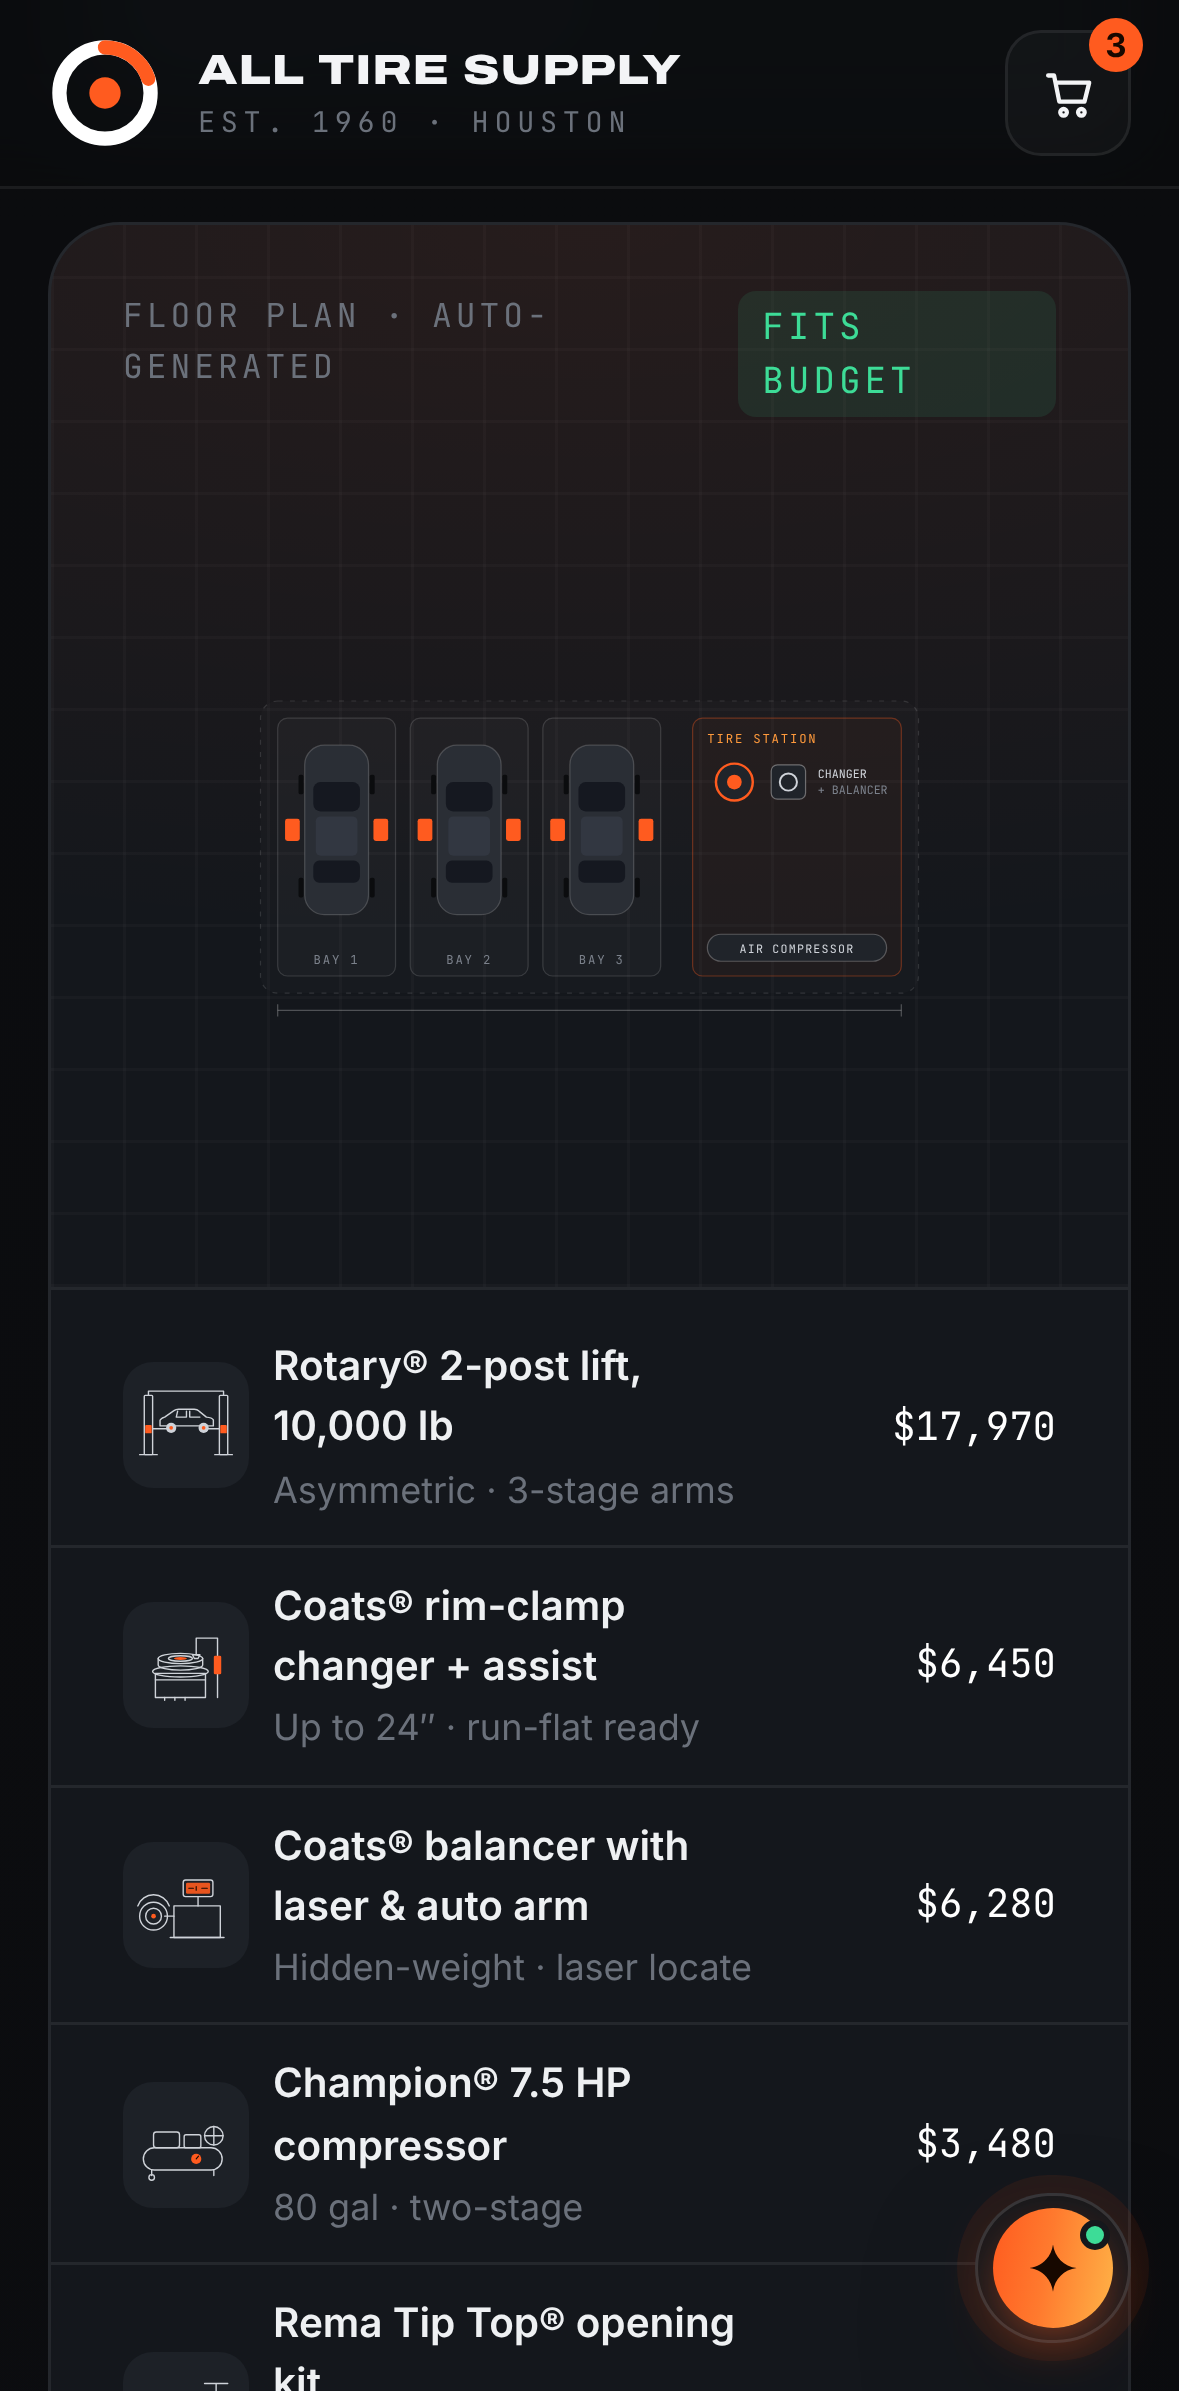 ALL TIRE SUPPLY
EST. 1960 · HOUSTON
3
FLOOR PLAN · AUTO-
GENERATED
FITS
BUDGET
TIRE STATION
CHANGER
+ BALANCER
AIR COMPRESSOR
BAY 1
BAY 2
BAY 3
Rotary® 2-post lift,
10,000 lb
$17,970
Asymmetric · 3-stage arms
Coats® rim-clamp
changer + assist
$6,450
Up to 24″ · run-flat ready
Coats® balancer with
laser & auto arm
$6,280
Hidden-weight · laser locate
Champion® 7.5 HP
compressor
$3,480
80 gal · two-stage
Rema Tip Top® opening
kit